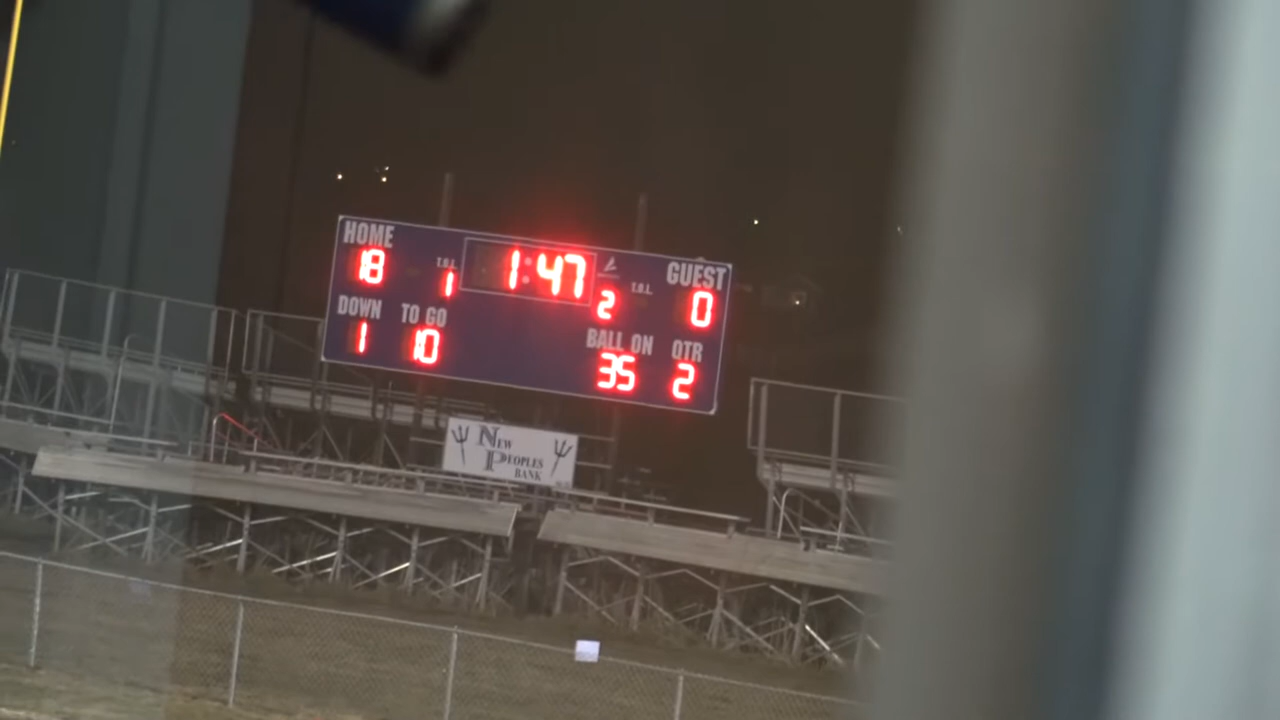 HOME
18
T.O.L.
1
1:47
T.O.L.
2
GUEST
0
DOWN
1
TO GO
10
BALL ON
35
QTR
2
NEW
PEOPLES
BANK